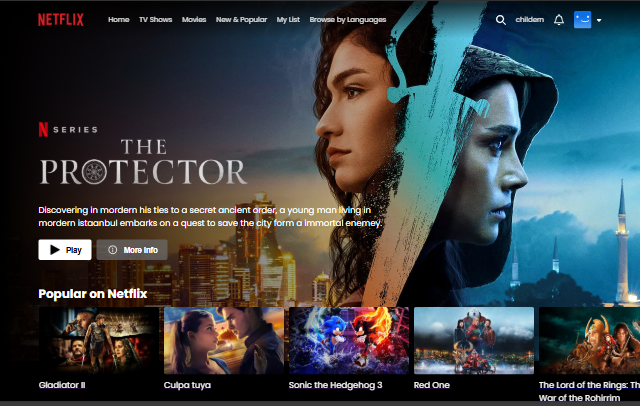 NETFLIX Home TV Shows Movies New & Popular My List Browse by Languages childern
N SERIES
THE
PROTECTOR
Discovering in mordern his ties to a secret ancient order, a young man living in
mordern istaanbul embarks on a quest to save the city form a immortal enemey.
Play More Info
Popular on Netflix
Gladiator II Culpa tuya Sonic the Hedgehog 3 Red One The Lord of the Rings: Th
War of the Rohirrim